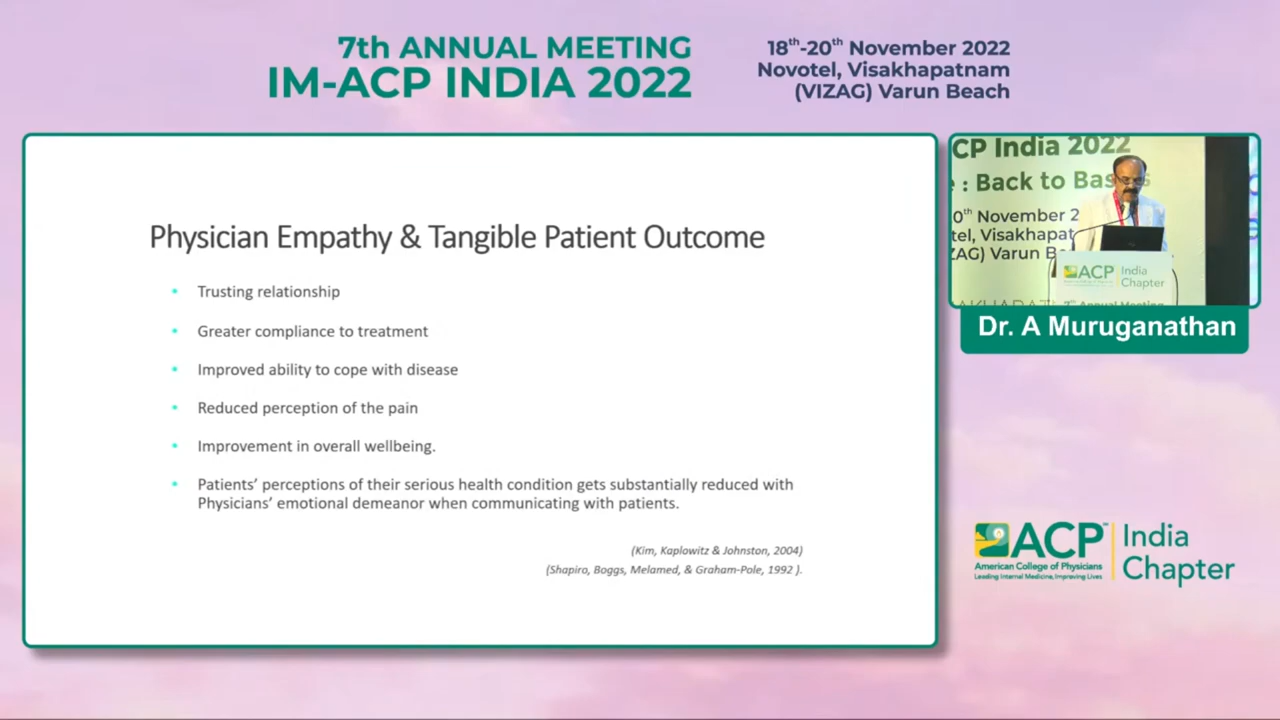 7th ANNUAL MEETING
IM-ACP INDIA 2022
18th-20th November 2022
Novotel, Visakhapatnam
(VIZAG) Varun Beach
Physician Empathy & Tangible Patient Outcome
• Trusting relationship
• Greater compliance to treatment
• Improved ability to cope with disease
• Reduced perception of the pain
• Improvement in overall wellbeing.
• Patients’ perceptions of their serious health condition gets substantially reduced with
Physicians’ emotional demeanor when communicating with patients.
(Kim, Kaplowitz & Johnston, 2004)
(Shapiro, Boggs, Melamed, & Graham-Pole, 1992 ).
CP India 2022
: Back to Bas s
0th November 2
tel, Visakhapat
ZAG) Varun B
ACP India
Chapter
7th Annual Meeting
Dr. A Muruganathan
ACP™ India
Chapter
American College of Physicians
Leading Internal Medicine, Improving Lives